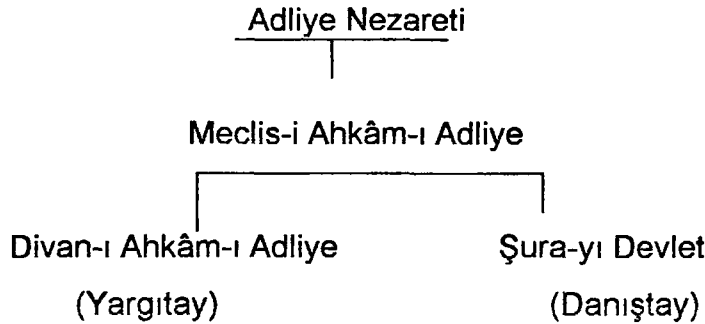 Adliye Nezareti
Meclis-i Ahkâm-ı Adliye
Divan-ı Ahkâm-ı Adliye Şura-yı Devlet
(Yargıtay) (Danıştay)